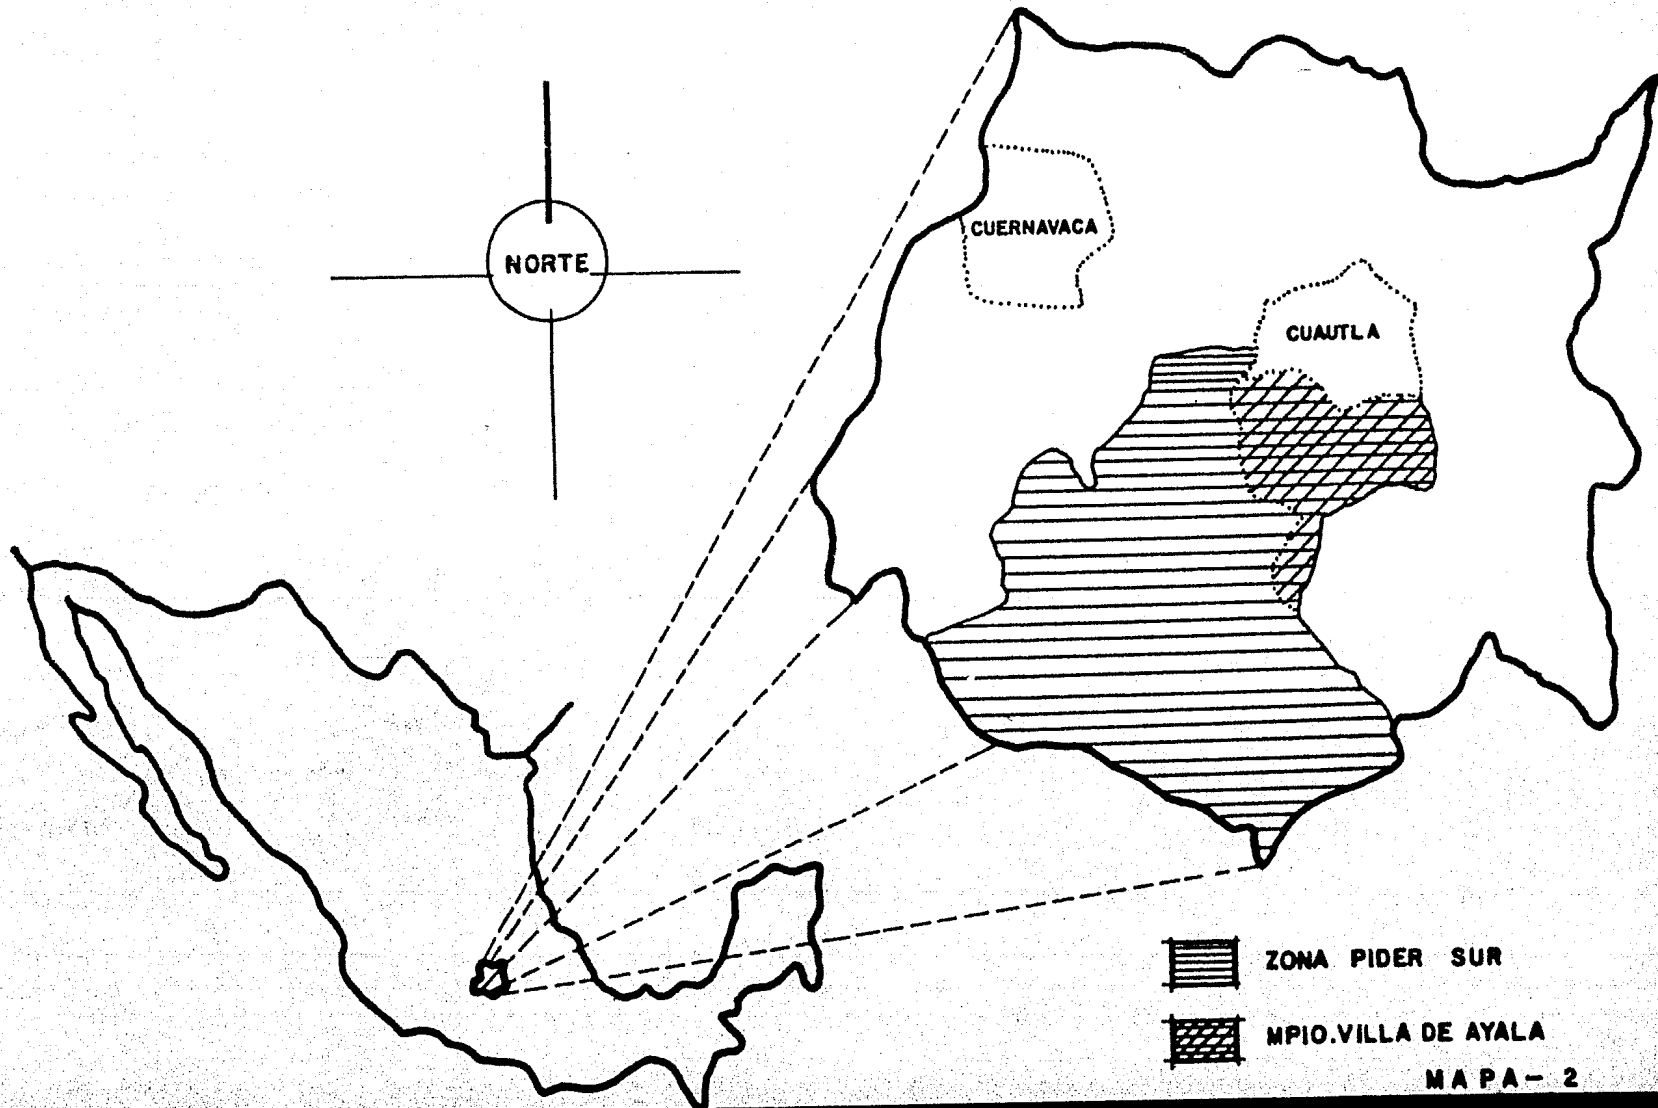 NORTE
CUERNAVACA
CUAUTLA
ZONA PIDER SUR
MPIO. VILLA DE AYALA
MAPA - 2